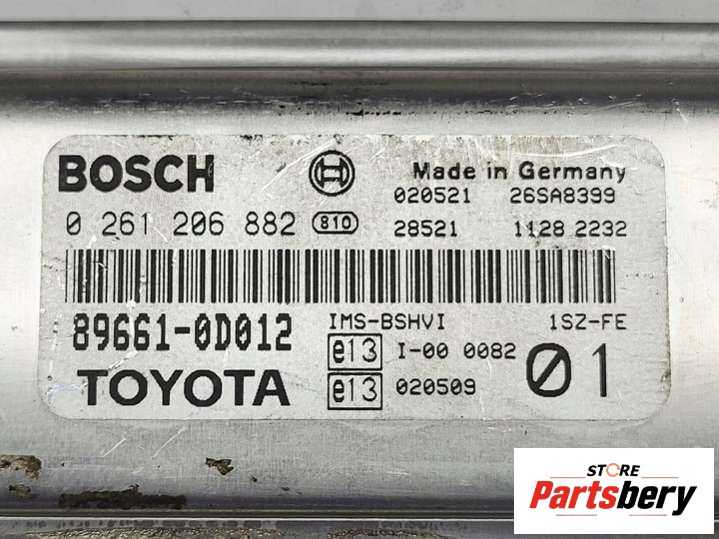 BOSCH Made in Germany
020521 26SA8399
0 261 206 882 810 28521 1128 2232
89661-0D012 IMS-BSHVI 1SZ-FE
e13 I-00 0082 01
TOYOTA e13 020509
STORE
Partsbery